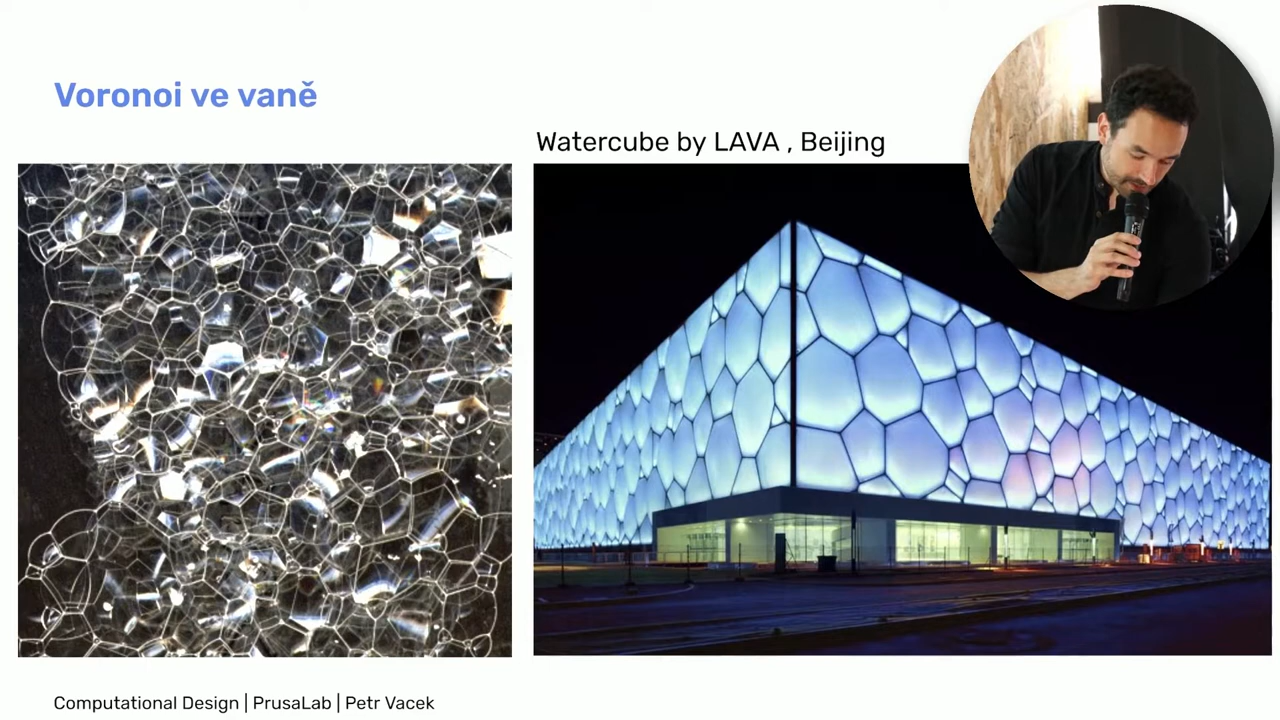 Voronoi ve vaně
Watercube by LAVA , Beijing
Computational Design | PrusaLab | Petr Vacek